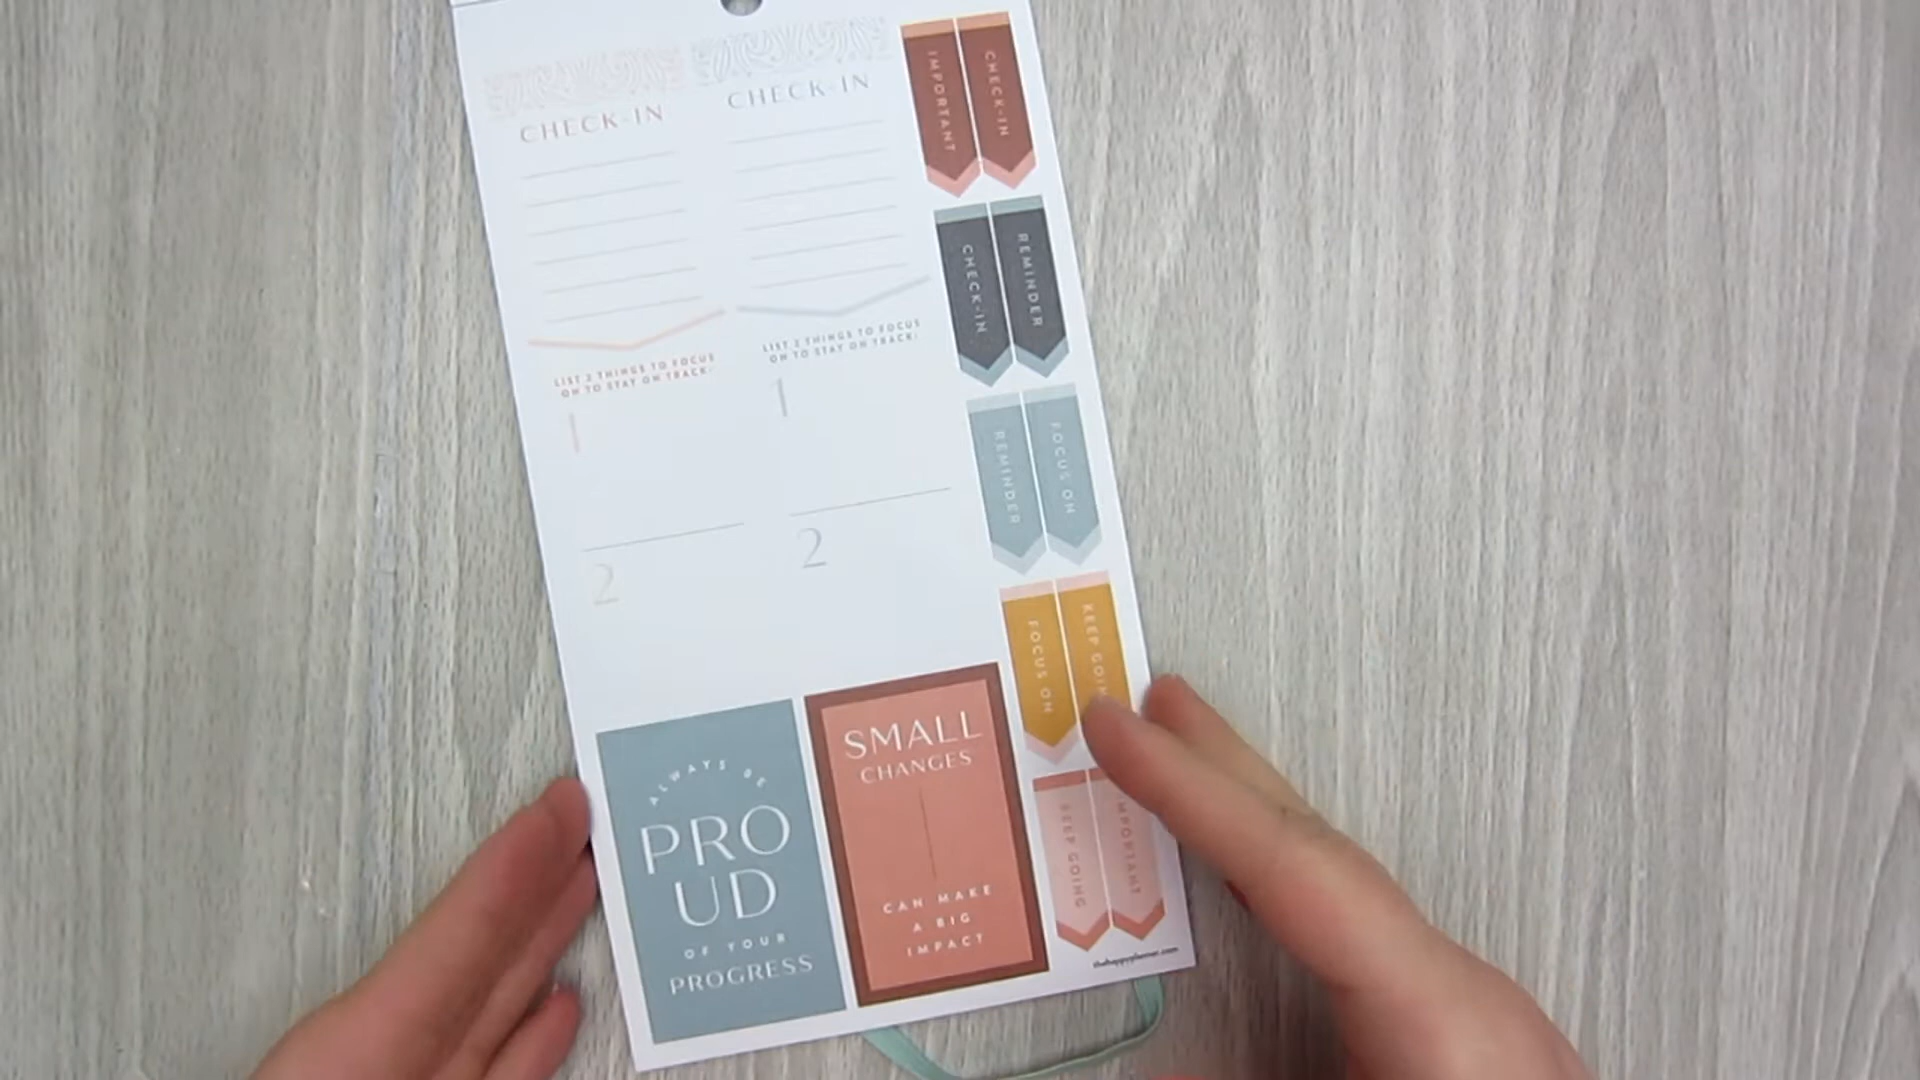 CHECK-IN
LIST 2 THINGS TO FOCUS
ON TO STAY ON TRACK:
1
2
CHECK-IN
LIST 2 THINGS TO FOCUS
ON TO STAY ON TRACK:
1
2
IMPORTANT
CHECK-IN
CHECK-IN
REMINDER
REMINDER
FOCUS ON
FOCUS ON
KEEP GOIN
KEEP GOING
IMPORTANT
ALWAYS BE
PRO
UD
OF YOUR
PROGRESS
SMALL
CHANGES
CAN MAKE
A BIG
IMPACT
thehappyplanner.com